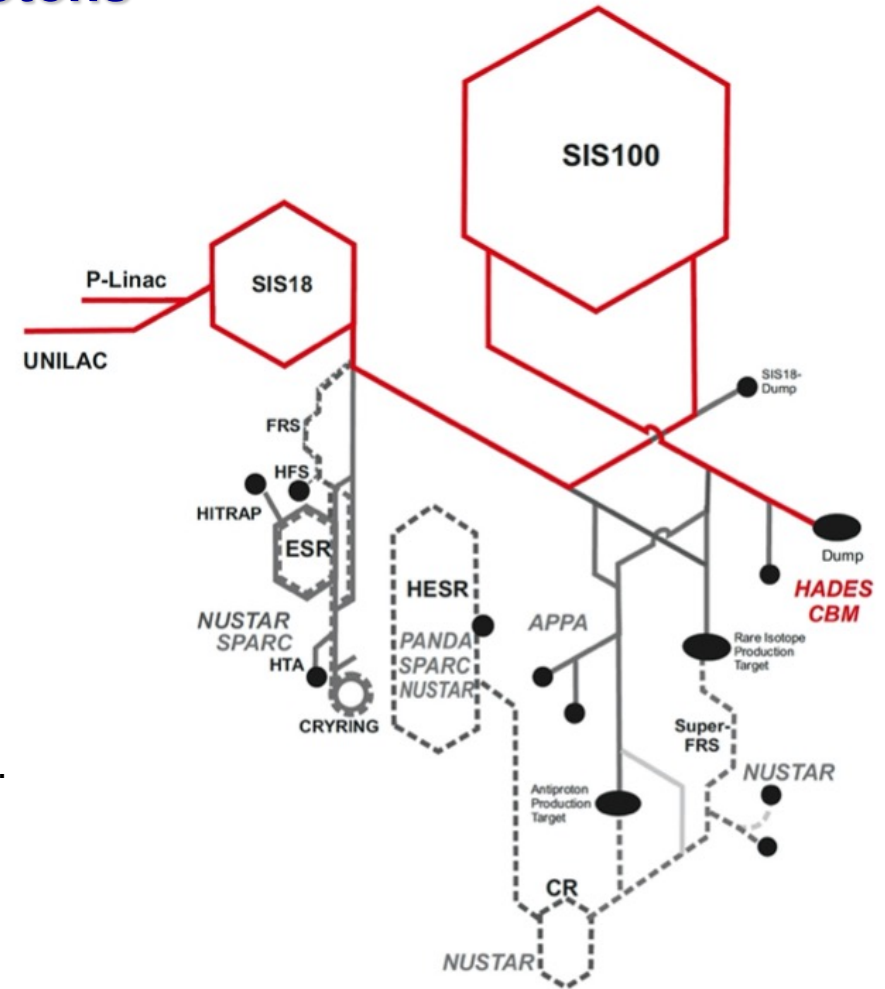 SIS100
P-Linac
SIS18
UNILAC
SIS18-
Dump
FRS
HFS
HITRAP
ESR
HESR
Dump
HADES
CBM
NUSTAR
SPARC
APPA
PANDA
SPARC
NUSTAR
HTA
Rare Isotope
Production
Target
CRYRING
Super-
FRS
NUSTAR
Antiproton
Production
Target
CR
NUSTAR